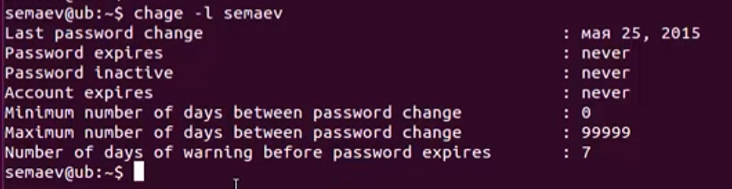 semaev@ub:~$ chage -l semaev
Last password change : мая 25, 2015
Password expires : never
Password inactive : never
Account expires : never
Minimum number of days between password change : 0
Maximum number of days between password change : 99999
Number of days of warning before password expires : 7
semaev@ub:~$